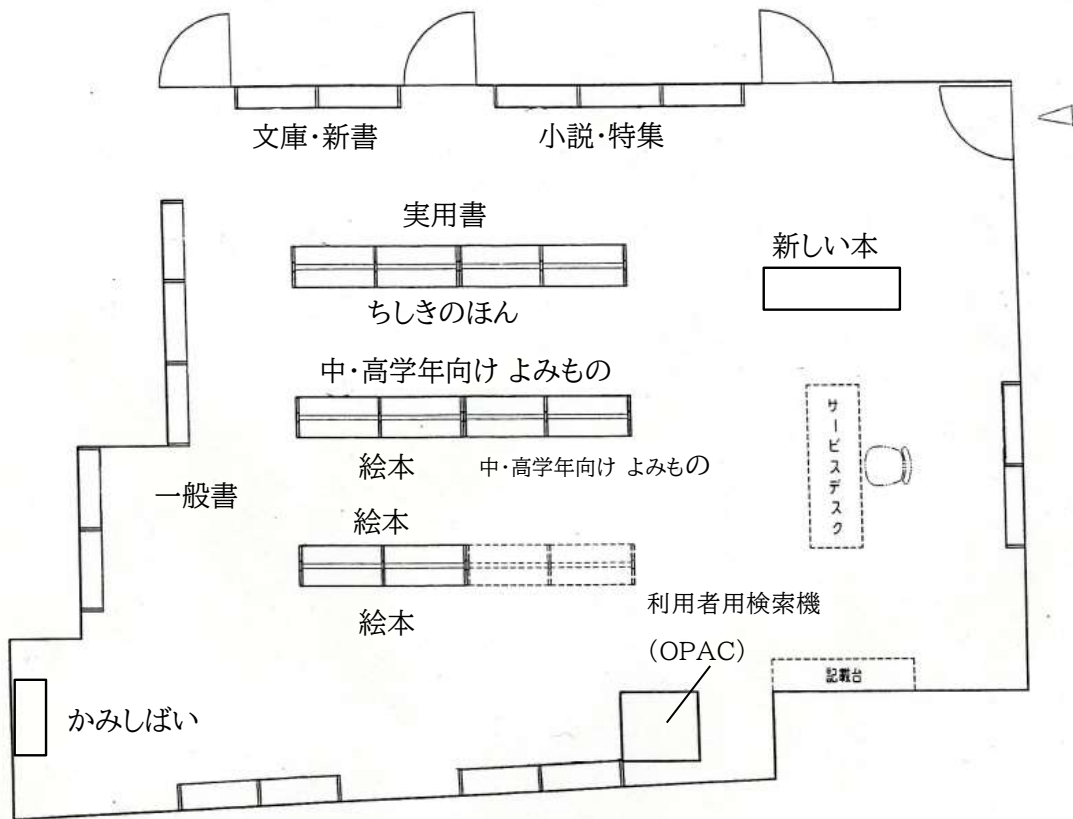 文庫・新書
小説・特集
実用書
新しい本
ちしきのほん
中・高学年向け よみもの
サービスデスク
絵本
中・高学年向け よみもの
一般書
絵本
利用者用検索機
(OPAC)
絵本
記載台
かみしばい